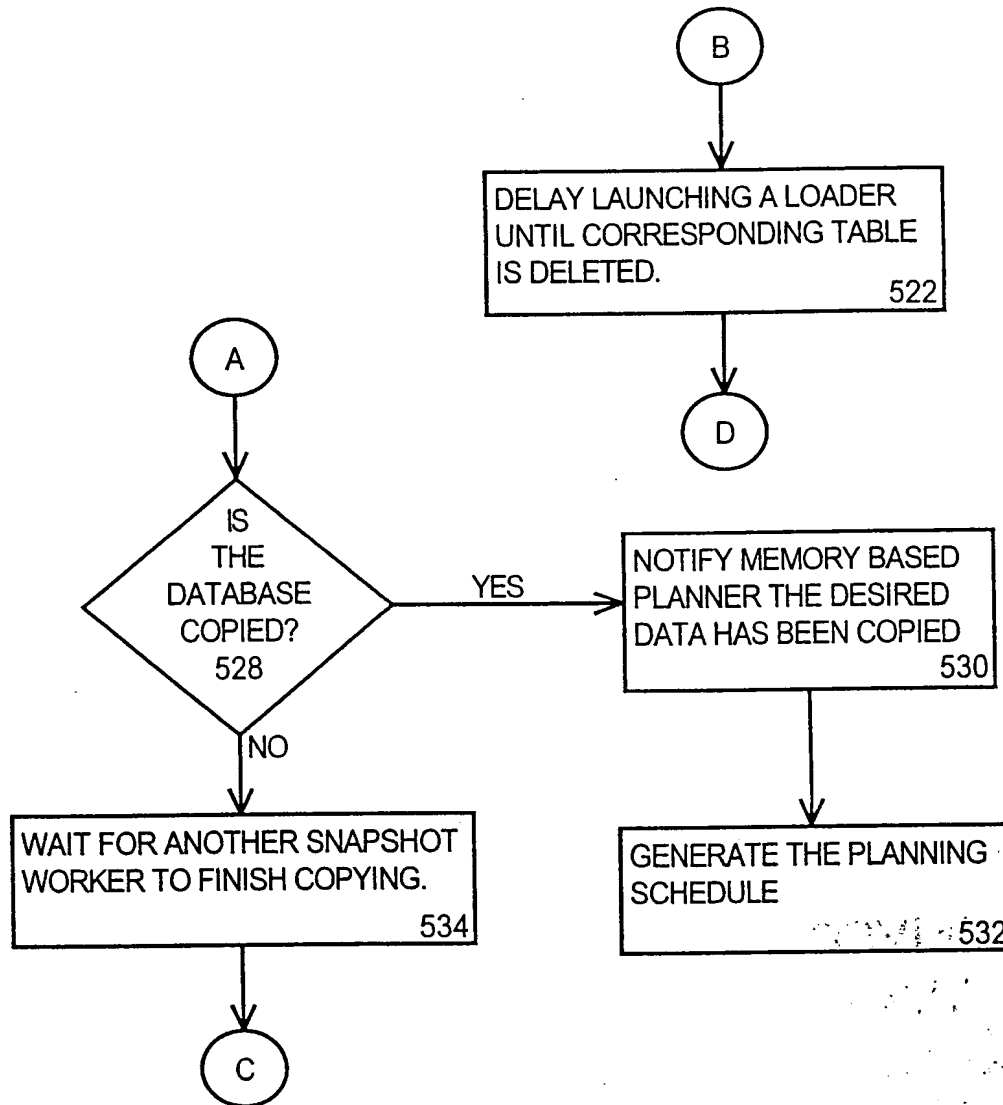 B
DELAY LAUNCHING A LOADER
UNTIL CORRESPONDING TABLE
IS DELETED.
522
D
A
IS
THE
DATABASE
COPIED?
528
YES
NO
NOTIFY MEMORY BASED
PLANNER THE DESIRED
DATA HAS BEEN COPIED
530
GENERATE THE PLANNING
SCHEDULE
532
WAIT FOR ANOTHER SNAPSHOT
WORKER TO FINISH COPYING.
534
C